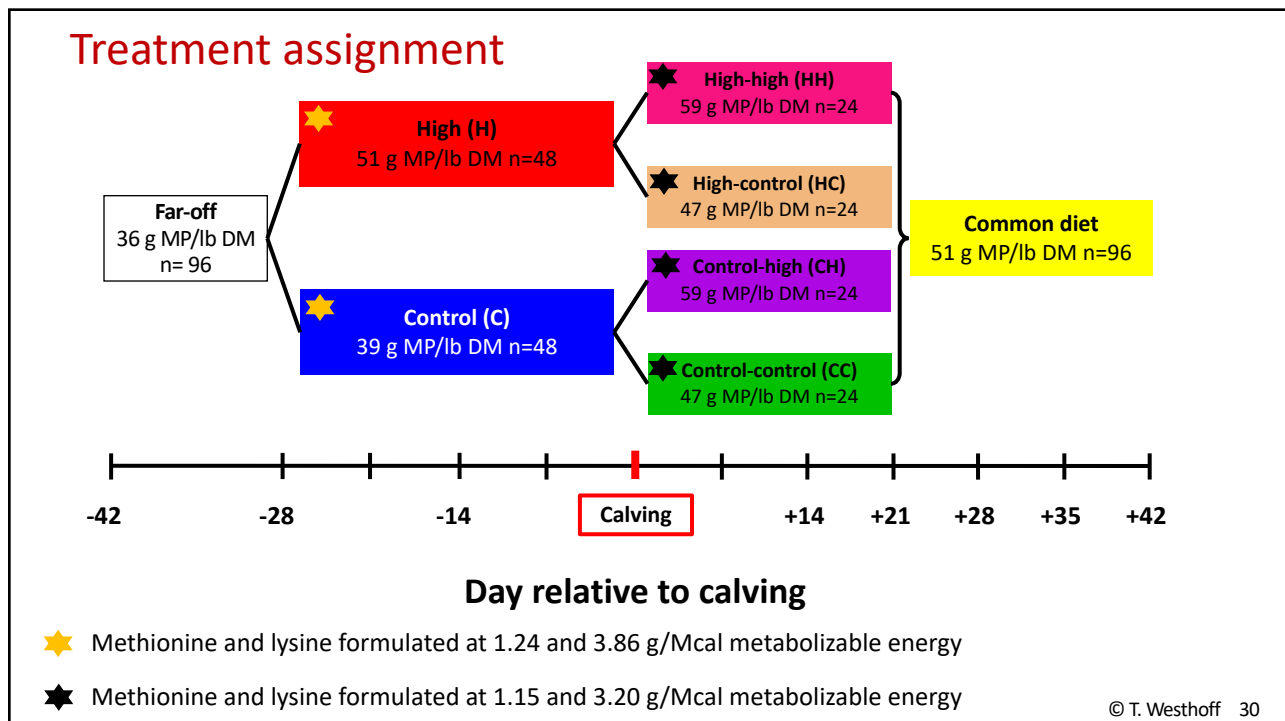 Treatment assignment
Far-off
36 g MP/lb DM
n= 96
High (H)
51 g MP/lb DM n=48
Control (C)
39 g MP/lb DM n=48
High-high (HH)
59 g MP/lb DM n=24
High-control (HC)
47 g MP/lb DM n=24
Control-high (CH)
59 g MP/lb DM n=24
Control-control (CC)
47 g MP/lb DM n=24
Common diet
51 g MP/lb DM n=96
-42
-28
-14
Calving
+14
+21
+28
+35
+42
Day relative to calving
Methionine and lysine formulated at 1.24 and 3.86 g/Mcal metabolizable energy
Methionine and lysine formulated at 1.15 and 3.20 g/Mcal metabolizable energy
© T. Westhoff 30